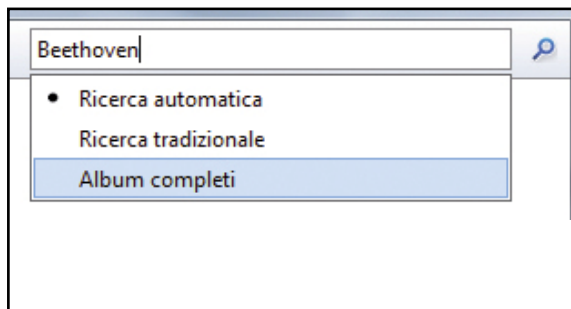 Beethoven
Ricerca automatica
Ricerca tradizionale
Album completi